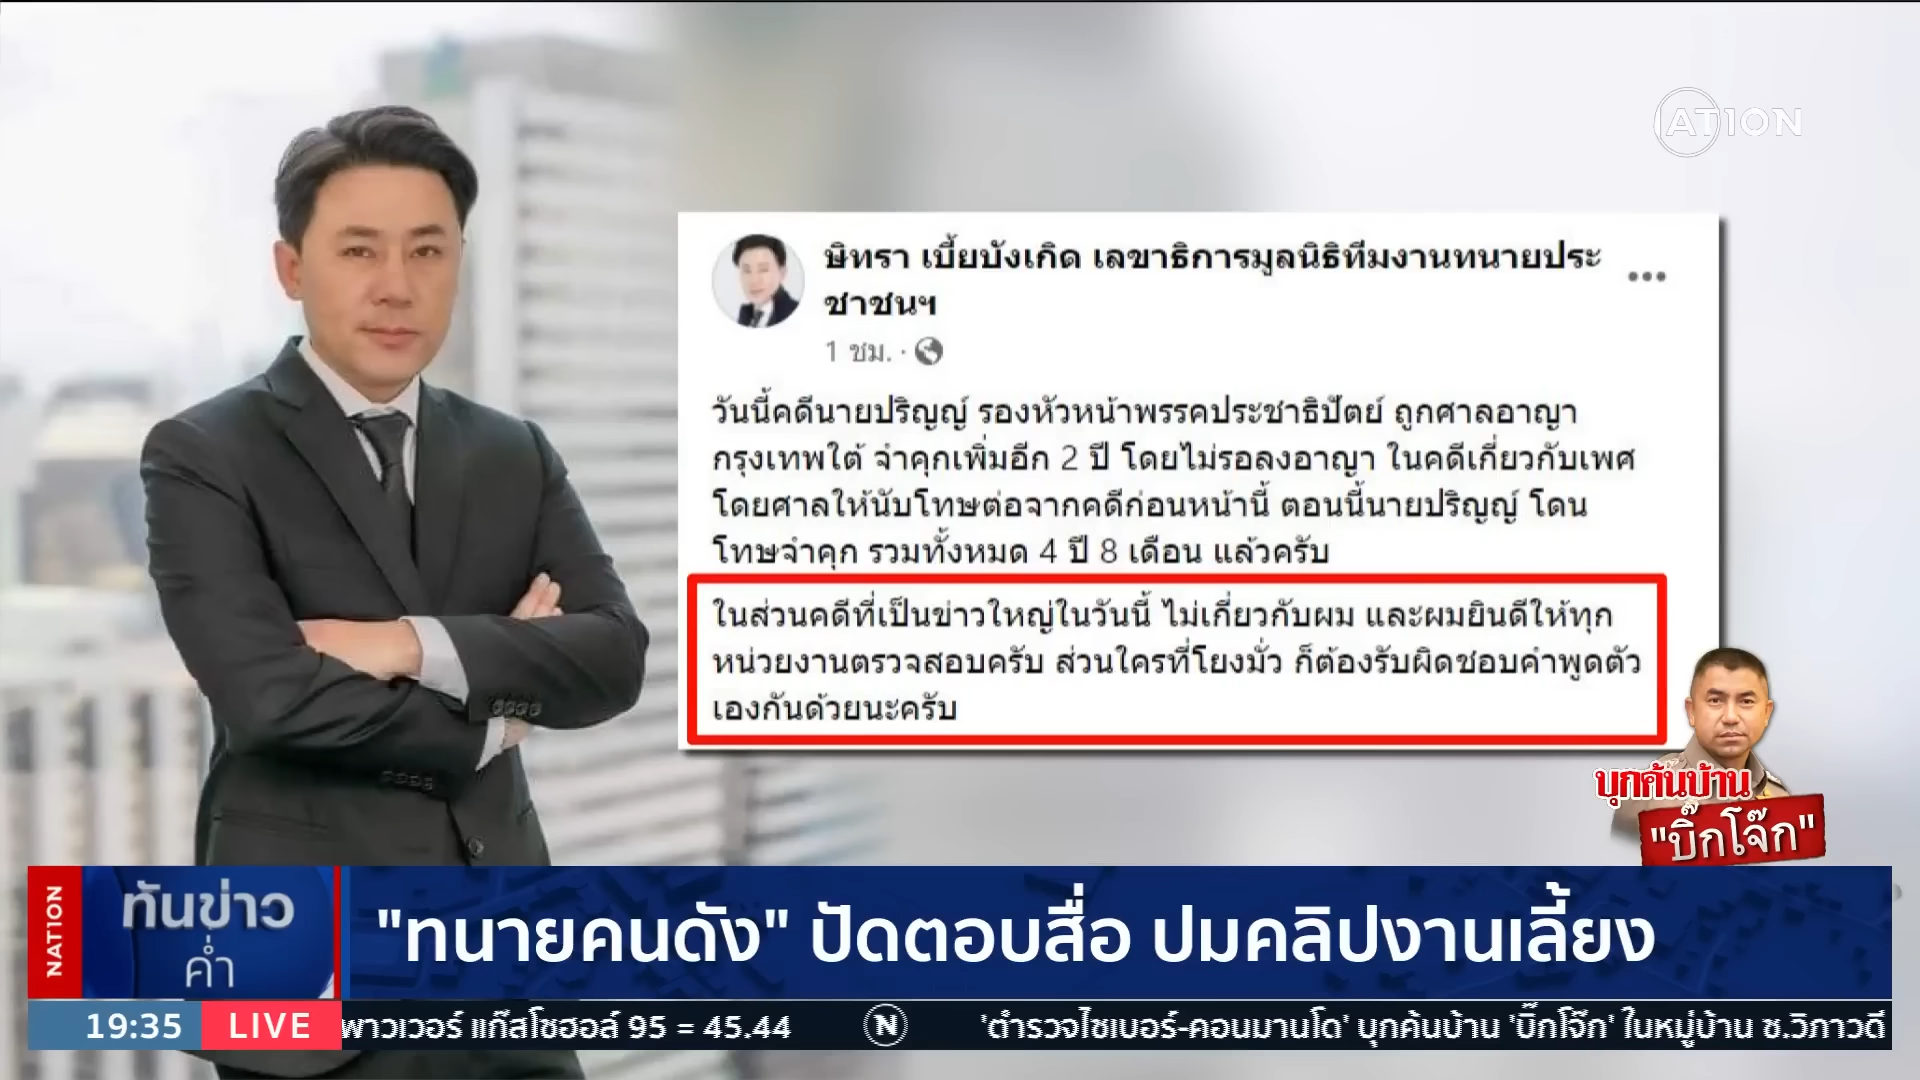 ATION
ษิทรา เบี้ยบังเกิด เลขาธิการมูลนิธิทีมงานทนายประ
ชาชนฯ
1 ชม. ·
วันนี้คดีนายปริญญ์ รองหัวหน้าพรรคประชาธิปัตย์ ถูกศาลอาญา
กรุงเทพใต้ จำคุกเพิ่มอีก 2 ปี โดยไม่รอลงอาญา ในคดีเกี่ยวกับเพศ
โดยศาลให้นับโทษต่อจากคดีก่อนหน้านี้ ตอนนี้นายปริญญ์ โดน
โทษจำคุก รวมทั้งหมด 4 ปี 8 เดือน แล้วครับ
ในส่วนคดีที่เป็นข่าวใหญ่ในวันนี้ ไม่เกี่ยวกับผม และผมยินดีให้ทุก
หน่วยงานตรวจสอบครับ ส่วนใครที่โยงมั่ว ก็ต้องรับผิดชอบคำพูดตัว
เองกันด้วยนะครับ
บุกค้นบ้าน
"บิ๊กโจ๊ก"
NATION
ทันข่าว
ค่ำ
"ทนายคนดัง" ปัดตอบสื่อ ปมคลิปงานเลี้ยง
19:35 LIVE พาวเวอร์ แก๊สโซฮอล์ 95 = 45.44 N 'ตำรวจไซเบอร์-คอนมานโด' บุกค้นบ้าน 'บิ๊กโจ๊ก' ในหมู่บ้าน ซ.วิภาวดี